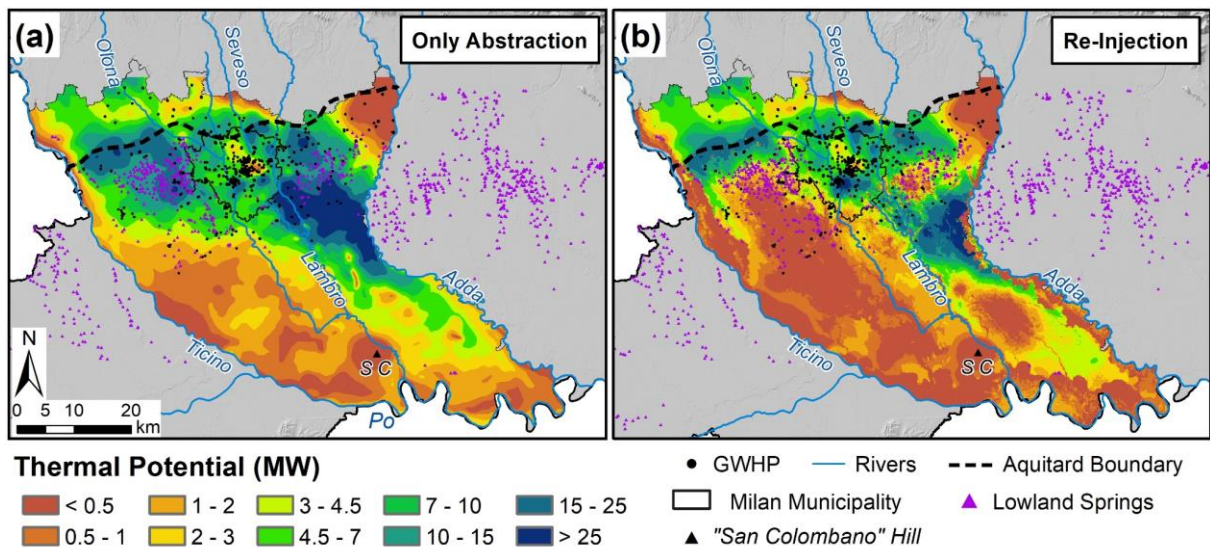 (a)
Only Abstraction
Olona
Seveso
Lambro
Adda
Ticino
S C
Po
N
0 5 10 20
km
(b)
Re-Injection
Olona
Seveso
Lambro
Adda
Ticino
S C
Thermal Potential (MW)
< 0.5
1 - 2
3 - 4.5
7 - 10
15 - 25
0.5 - 1
2 - 3
4.5 - 7
10 - 15
> 25
GWHP
Rivers
Aquitard Boundary
Milan Municipality
Lowland Springs
"San Colombano" Hill